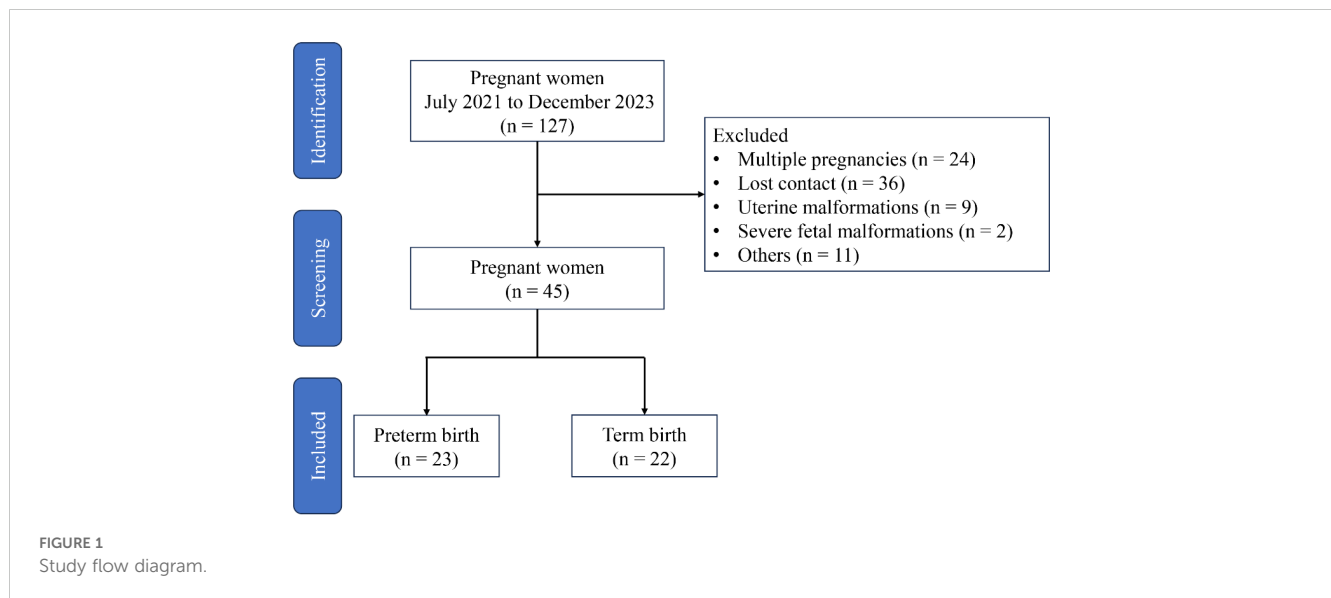 Identification
Pregnant women
July 2021 to December 2023
(n = 127)
Excluded
• Multiple pregnancies (n = 24)
• Lost contact (n = 36)
• Uterine malformations (n = 9)
• Severe fetal malformations (n = 2)
• Others (n = 11)
Screening
Pregnant women
(n = 45)
Included
Preterm birth
(n = 23)
Term birth
(n = 22)
FIGURE 1
Study flow diagram.